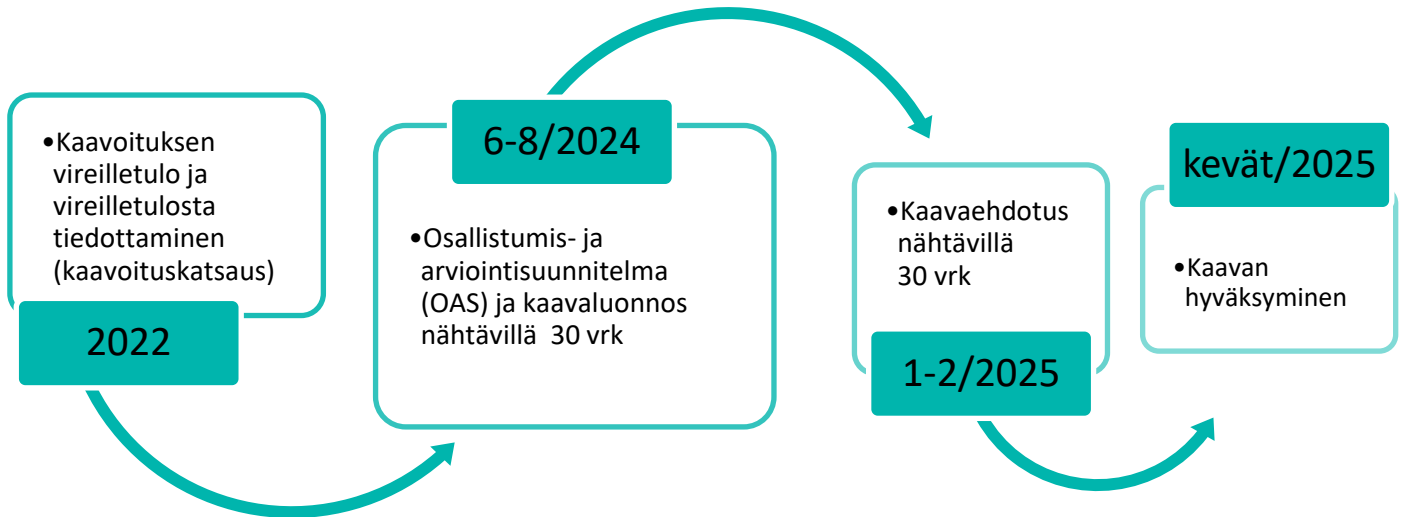 •Kaavoituksen
vireilletulo ja
vireilletulosta
tiedottaminen
(kaavoituskatsaus)
2022
6-8/2024
•Osallistumis- ja
arviointisuunnitelma
(OAS) ja kaavaluonnos
nähtävillä 30 vrk
•Kaavaehdotus
nähtävillä
30 vrk
1-2/2025
kevät/2025
•Kaavan
hyväksyminen